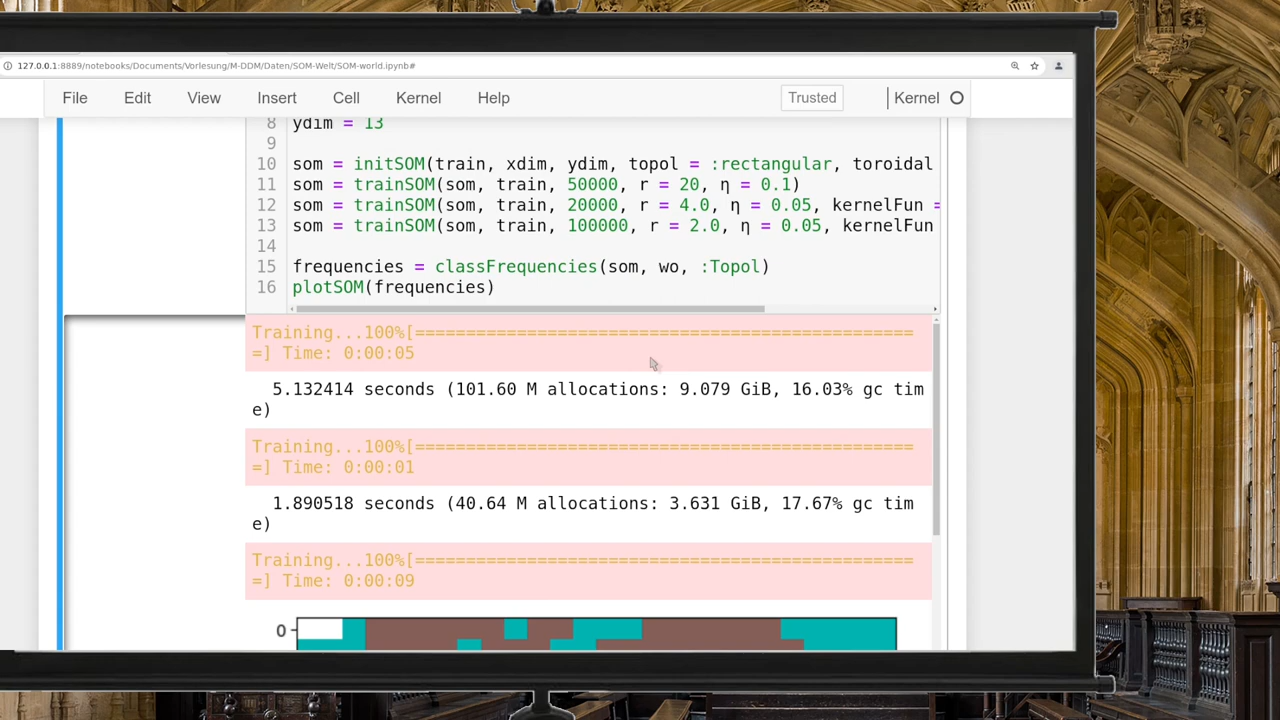 127.0.0.1:8889/notebooks/Documents/Vorlesung/M-DDM/Daten/SOM-Welt/SOM-world.ipynb#
File Edit View Insert Cell Kernel Help Trusted Kernel
8 ydim = 13
9
10 som = initSOM(train, xdim, ydim, topol = :rectangular, toroidal
11 som = trainSOM(som, train, 50000, r = 20, η = 0.1)
12 som = trainSOM(som, train, 20000, r = 4.0, η = 0.05, kernelFun =
13 som = trainSOM(som, train, 100000, r = 2.0, η = 0.05, kernelFun
14
15 frequencies = classFrequencies(som, wo, :Topol)
16 plotSOM(frequencies)
Training...100%[=================================================
=] Time: 0:00:05
5.132414 seconds (101.60 M allocations: 9.079 GiB, 16.03% gc tim
e)
Training...100%[=================================================
=] Time: 0:00:01
1.890518 seconds (40.64 M allocations: 3.631 GiB, 17.67% gc tim
e)
Training...100%[=================================================
=] Time: 0:00:09
0